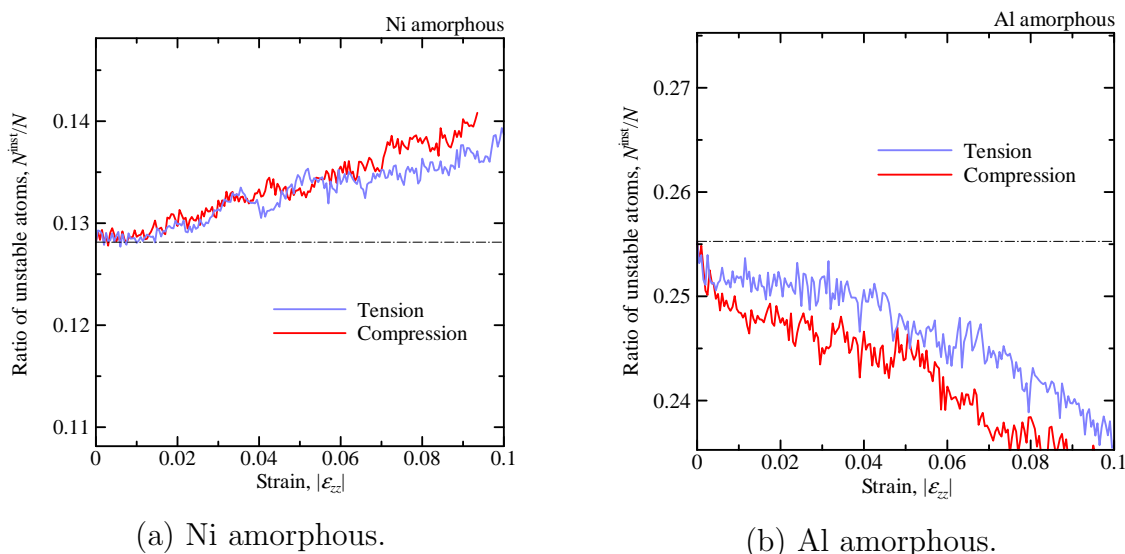 Ni amorphous
Ratio of unstable atoms, N^inst/N
0.14
0.13
0.12
0.11
Tension
Compression
0 0.02 0.04 0.06 0.08 0.1
Strain, |ε_zz|
(a) Ni amorphous.
Al amorphous
Ratio of unstable atoms, N^inst/N
0.27
0.26
0.25
0.24
Tension
Compression
0 0.02 0.04 0.06 0.08 0.1
Strain, |ε_zz|
(b) Al amorphous.